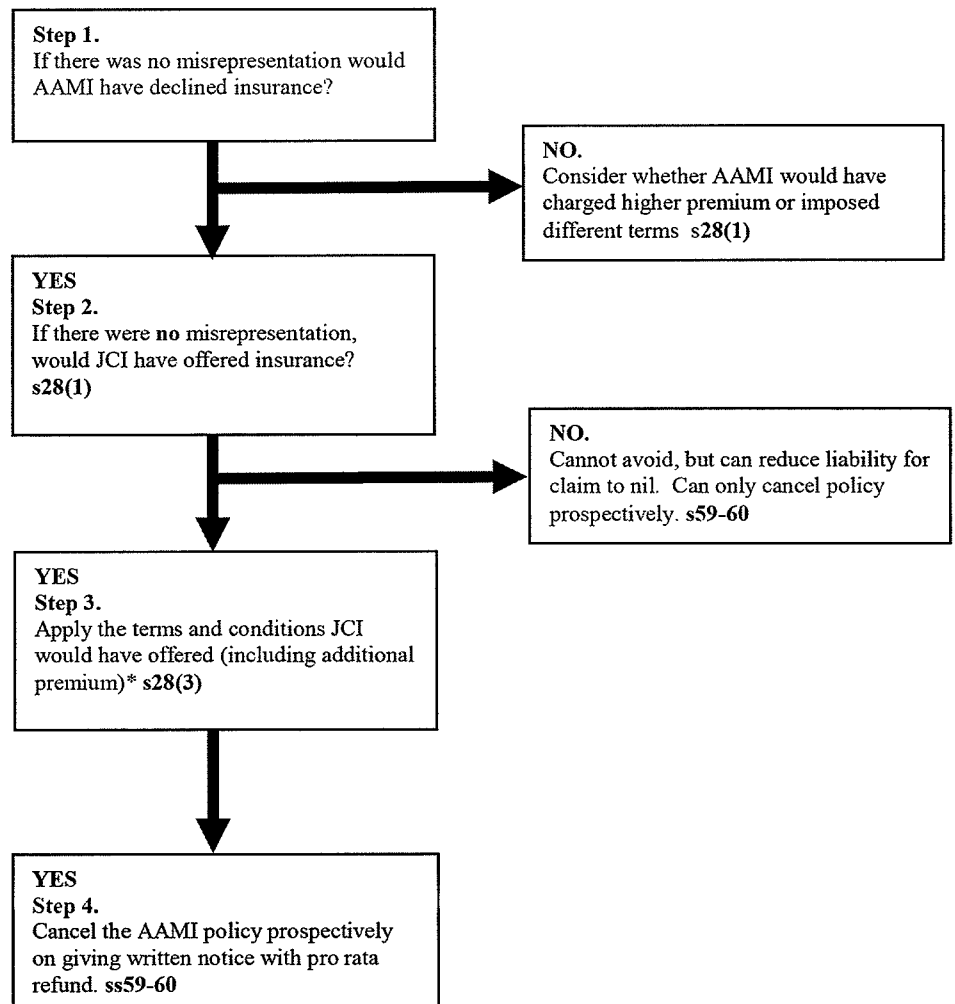 Step 1.
If there was no misrepresentation would
AAMI have declined insurance?
NO.
Consider whether AAMI would have
charged higher premium or imposed
different terms s28(1)
YES
Step 2.
If there were no misrepresentation,
would JCI have offered insurance?
s28(1)
NO.
Cannot avoid, but can reduce liability for
claim to nil. Can only cancel policy
prospectively. s59-60
YES
Step 3.
Apply the terms and conditions JCI
would have offered (including additional
premium)* s28(3)
YES
Step 4.
Cancel the AAMI policy prospectively
on giving written notice with pro rata
refund. ss59-60